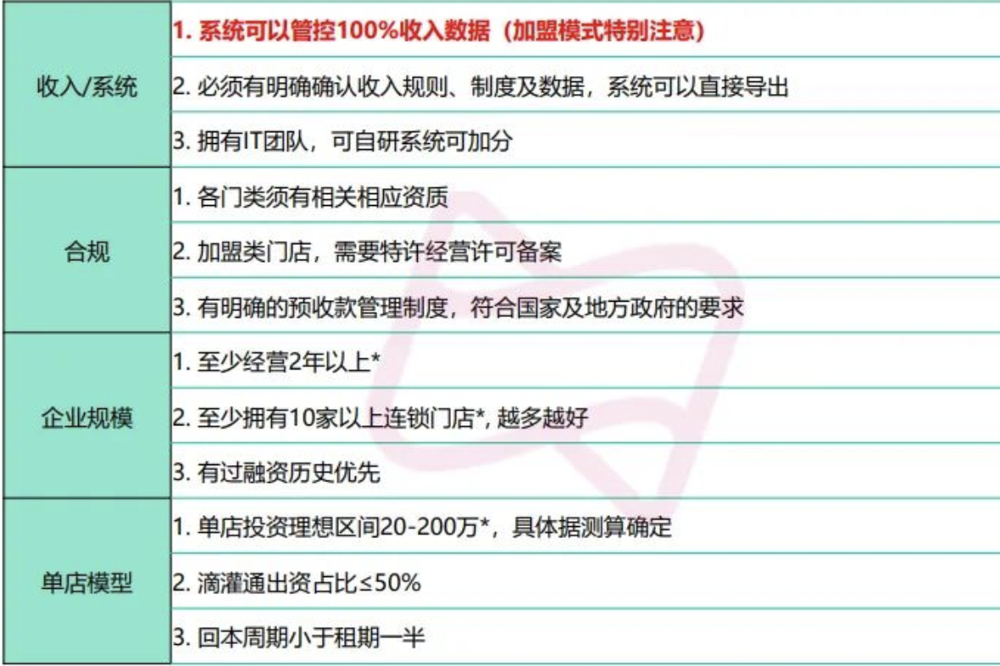 收入/系统
1. 系统可以管控100%收入数据（加盟模式特别注意）
2. 必须有明确确认收入规则、制度及数据，系统可以直接导出
3. 拥有IT团队，可自研系统可加分
合规
1. 各门类须有相关相应资质
2. 加盟类门店，需要特许经营许可备案
3. 有明确的预收款管理制度，符合国家及地方政府的要求
企业规模
1. 至少经营2年以上*
2. 至少拥有10家以上连锁门店*, 越多越好
3. 有过融资历史优先
单店模型
1. 单店投资理想区间20-200万*，具体据测算确定
2. 滴灌通出资占比≤50%
3. 回本周期小于租期一半